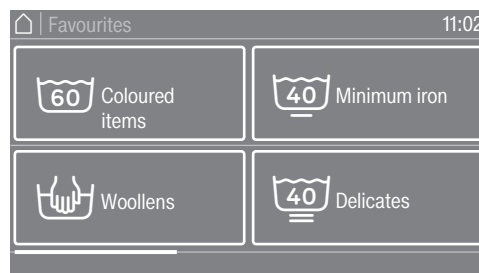 Favourites
11:02
60
Coloured
items
40
Minimum iron
Woollens
40
Delicates